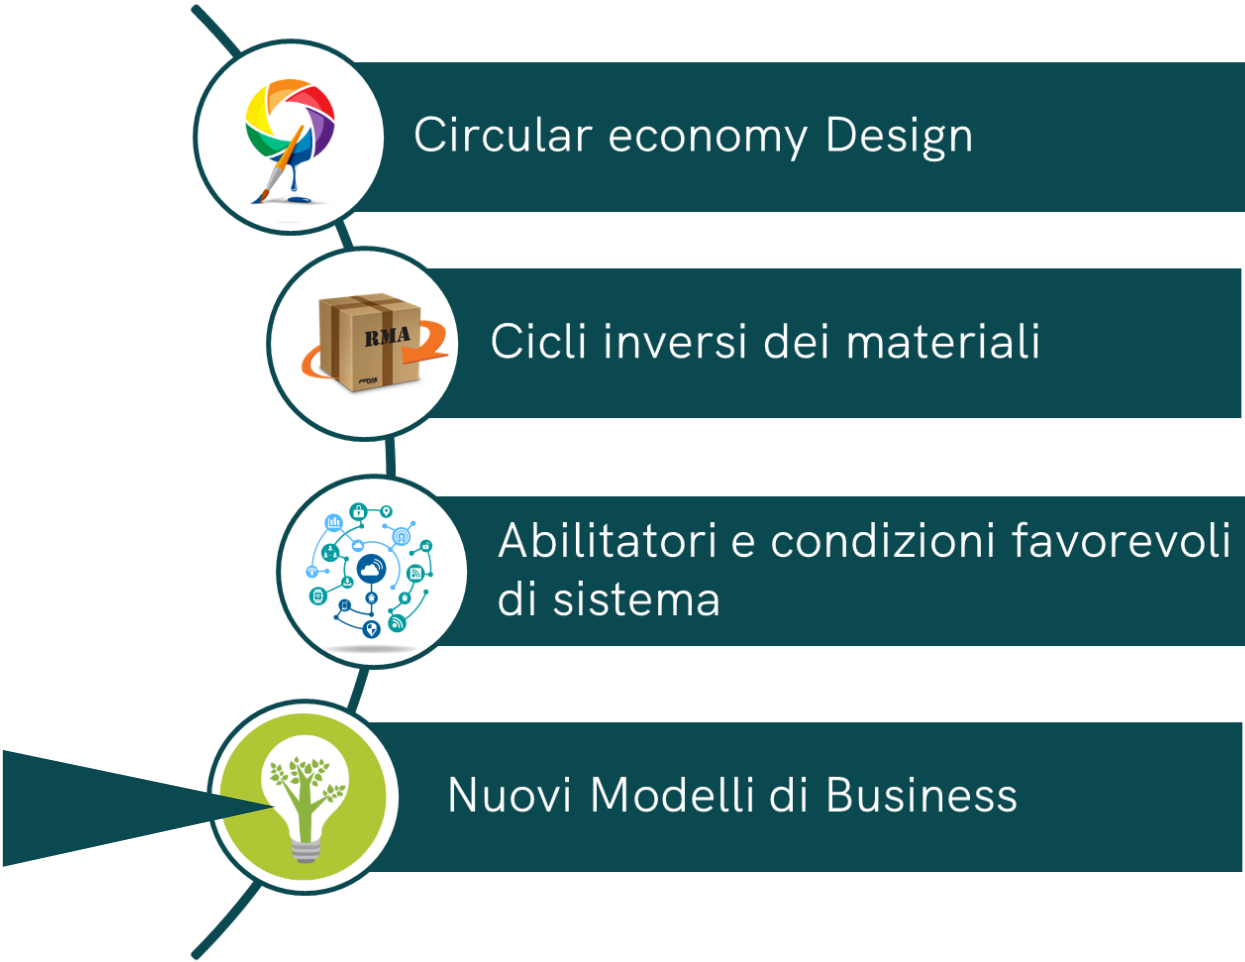 Circular economy Design
RMA
Cicli inversi dei materiali
Abilitatori e condizioni favorevoli
di sistema
Nuovi Modelli di Business